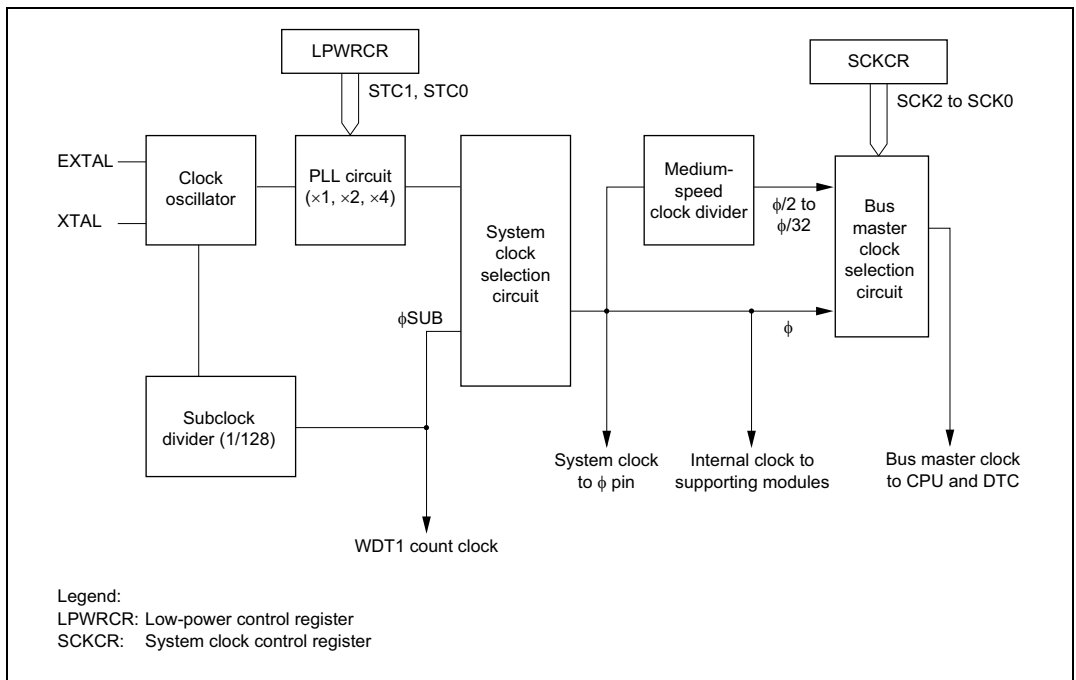 LPWRCR
SCKCR
STC1, STC0
SCK2 to SCK0
EXTAL
XTAL
Clock
oscillator
PLL circuit
(×1, ×2, ×4)
System
clock
selection
circuit
Medium-
speed
clock divider
ϕ/2 to
ϕ/32
Bus
master
clock
selection
circuit
ϕSUB
ϕ
Subclock
divider (1/128)
System clock
to ϕ pin
Internal clock to
supporting modules
Bus master clock
to CPU and DTC
WDT1 count clock
Legend:
LPWRCR: Low-power control register
SCKCR: System clock control register